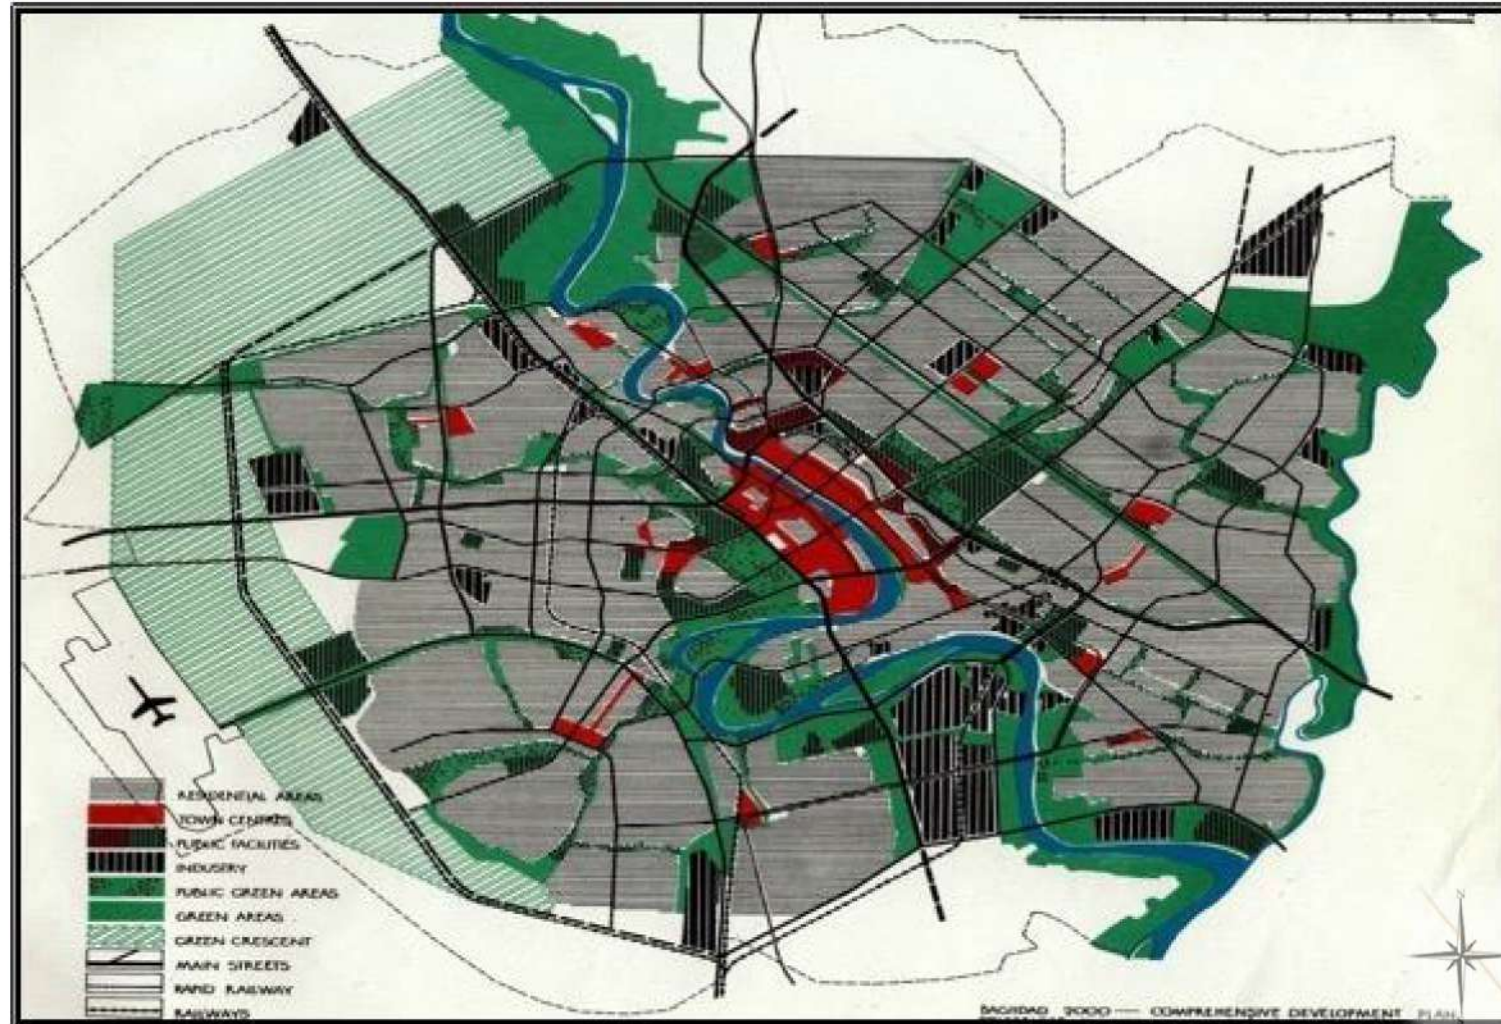 RESIDENTIAL AREAS
TOWN CENTRES
PUBLIC FACILITIES
INDUSTRY
PUBLIC GREEN AREAS
GREEN AREAS
GREEN CRESCENT
MAIN STREETS
RAPID RAILWAY
RAILWAYS
N
BAGHDAD 2000 — COMPREHENSIVE DEVELOPMENT PLAN